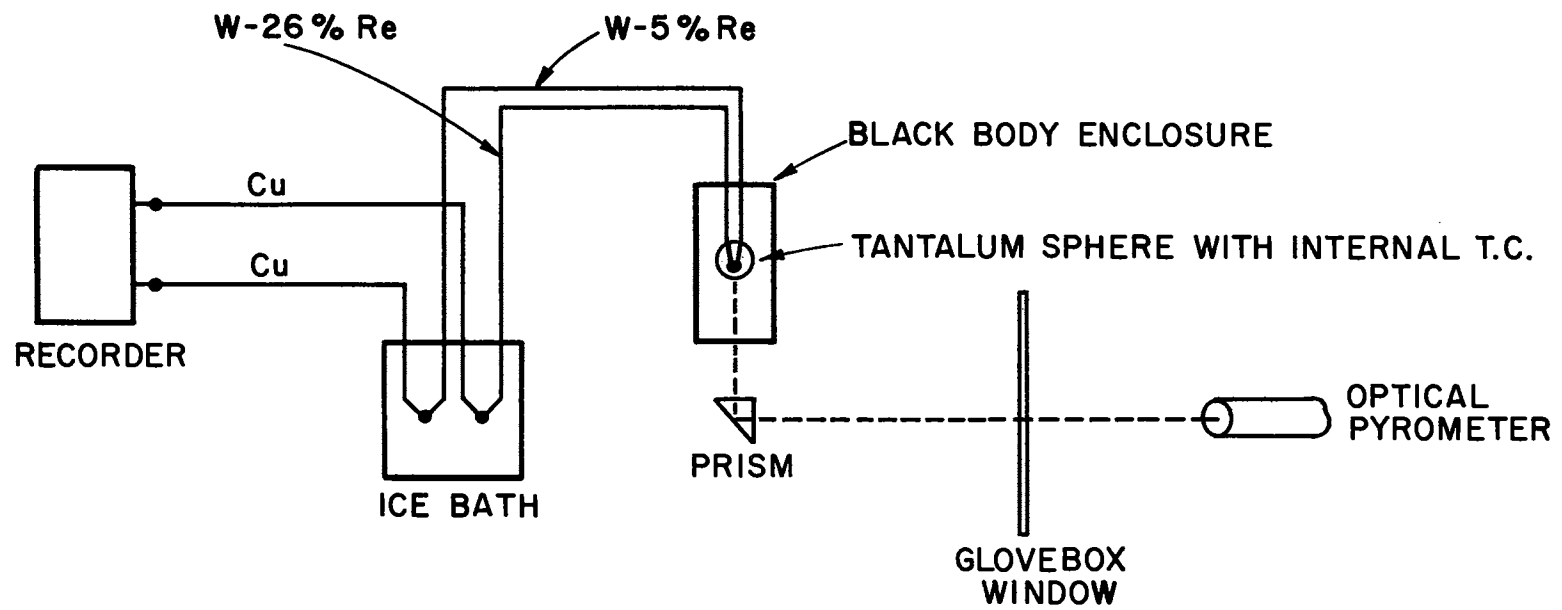 W-26% Re
W-5% Re
BLACK BODY ENCLOSURE
Cu
TANTALUM SPHERE WITH INTERNAL T.C.
Cu
RECORDER
OPTICAL
PYROMETER
PRISM
ICE BATH
GLOVEBOX
WINDOW